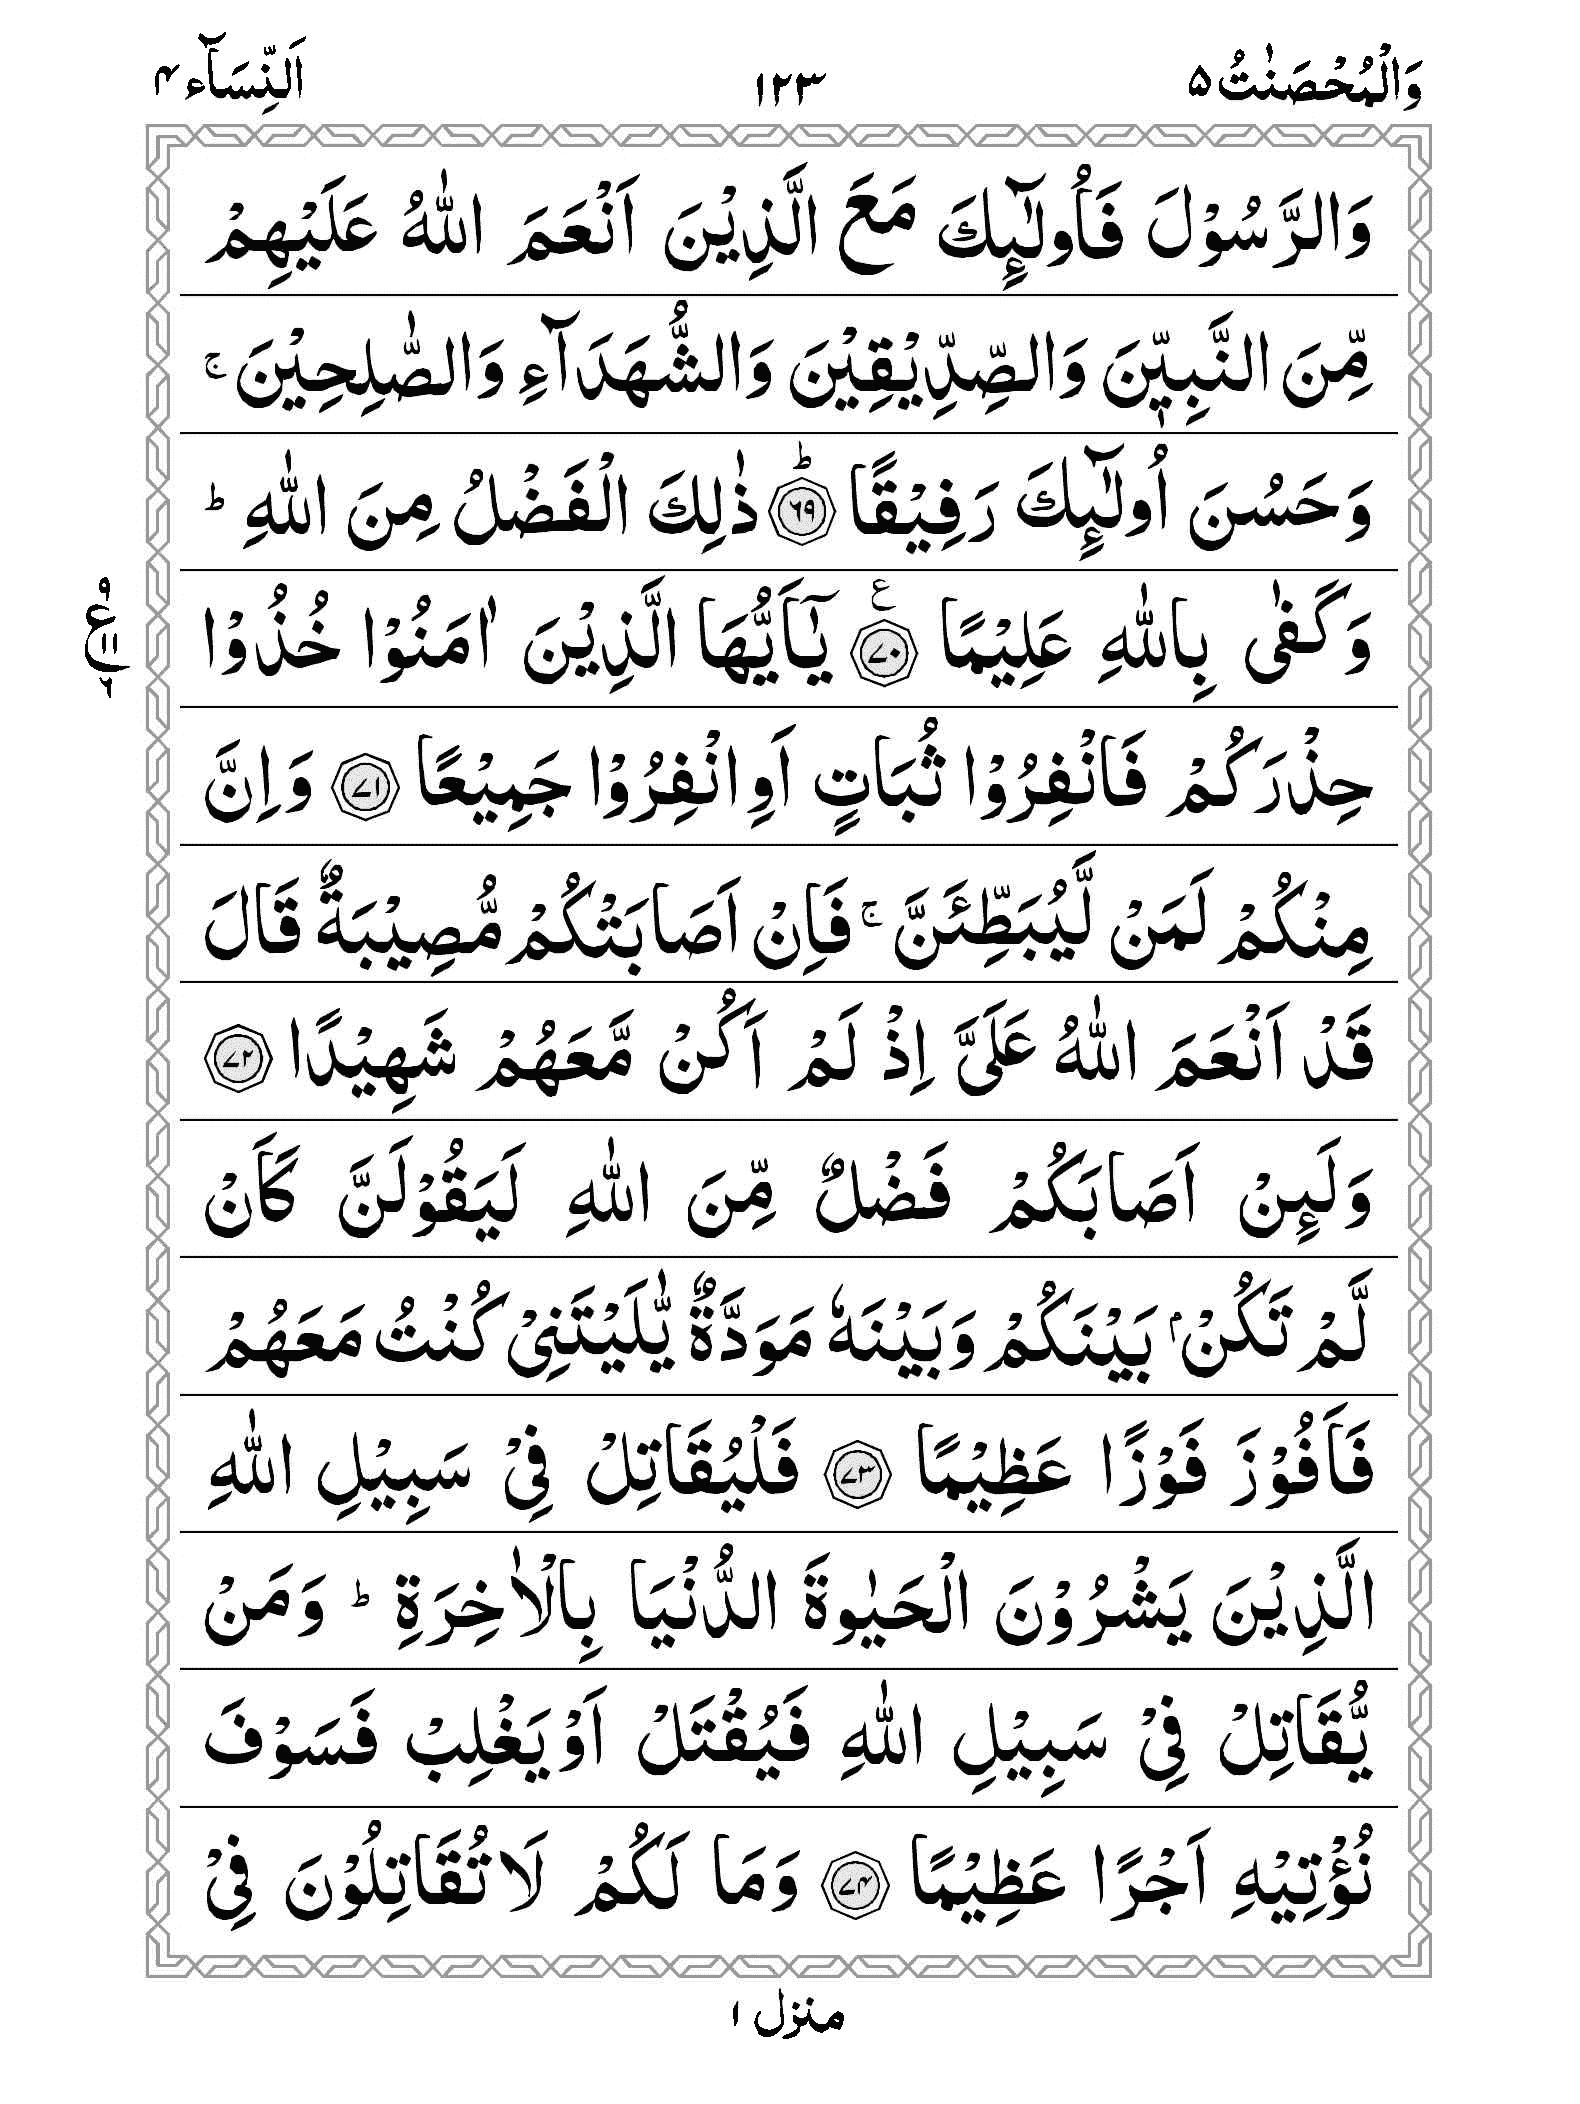 وَالْمُحْصَنٰتُ ۵ ۱۲۳ اَلنِّسَآء ۴
وَالرَّسُوْلَ فَاُولٰٓئِكَ مَعَ الَّذِيْنَ اَنْعَمَ اللّٰهُ عَلَيْهِمْ
مِّنَ النَّبِيّٖنَ وَالصِّدِّيْقِيْنَ وَالشُّهَدَآءِ وَالصّٰلِحِيْنَ ۚ
وَحَسُنَ اُولٰٓئِكَ رَفِيْقًا ؕ ﴿۶۹﴾ ذٰلِكَ الْفَضْلُ مِنَ اللّٰهِ ؕ
وَكَفٰى بِاللّٰهِ عَلِيْمًا ﴿۷۰﴾ ع يٰۤاَيُّهَا الَّذِيْنَ اٰمَنُوْا خُذُوْا
۹ ع ۱۱ ۶
حِذْرَكُمْ فَانْفِرُوْا ثُبَاتٍ اَوِ انْفِرُوْا جَمِيْعًا ﴿۷۱﴾ وَاِنَّ
مِنْكُمْ لَمَنْ لَّيُبَطِّئَنَّ ۚ فَاِنْ اَصَابَتْكُمْ مُّصِيْبَةٌ قَالَ
قَدْ اَنْعَمَ اللّٰهُ عَلَىَّ اِذْ لَمْ اَكُنْ مَّعَهُمْ شَهِيْدًا ﴿۷۲﴾
وَلَئِنْ اَصَابَكُمْ فَضْلٌ مِّنَ اللّٰهِ لَيَقُوْلَنَّ كَاَنْ
لَّمْ تَكُنْۢ بَيْنَكُمْ وَبَيْنَهٗ مَوَدَّةٌ يّٰلَيْتَنِىْ كُنْتُ مَعَهُمْ
فَاَفُوْزَ فَوْزًا عَظِيْمًا ﴿۷۳﴾ فَلْيُقَاتِلْ فِىْ سَبِيْلِ اللّٰهِ
الَّذِيْنَ يَشْرُوْنَ الْحَيٰوةَ الدُّنْيَا بِالْاٰخِرَةِ ؕ وَمَنْ
يُّقَاتِلْ فِىْ سَبِيْلِ اللّٰهِ فَيُقْتَلْ اَوْ يَغْلِبْ فَسَوْفَ
نُؤْتِيْهِ اَجْرًا عَظِيْمًا ﴿۷۴﴾ وَمَا لَكُمْ لَا تُقَاتِلُوْنَ فِىْ
منزل ۱